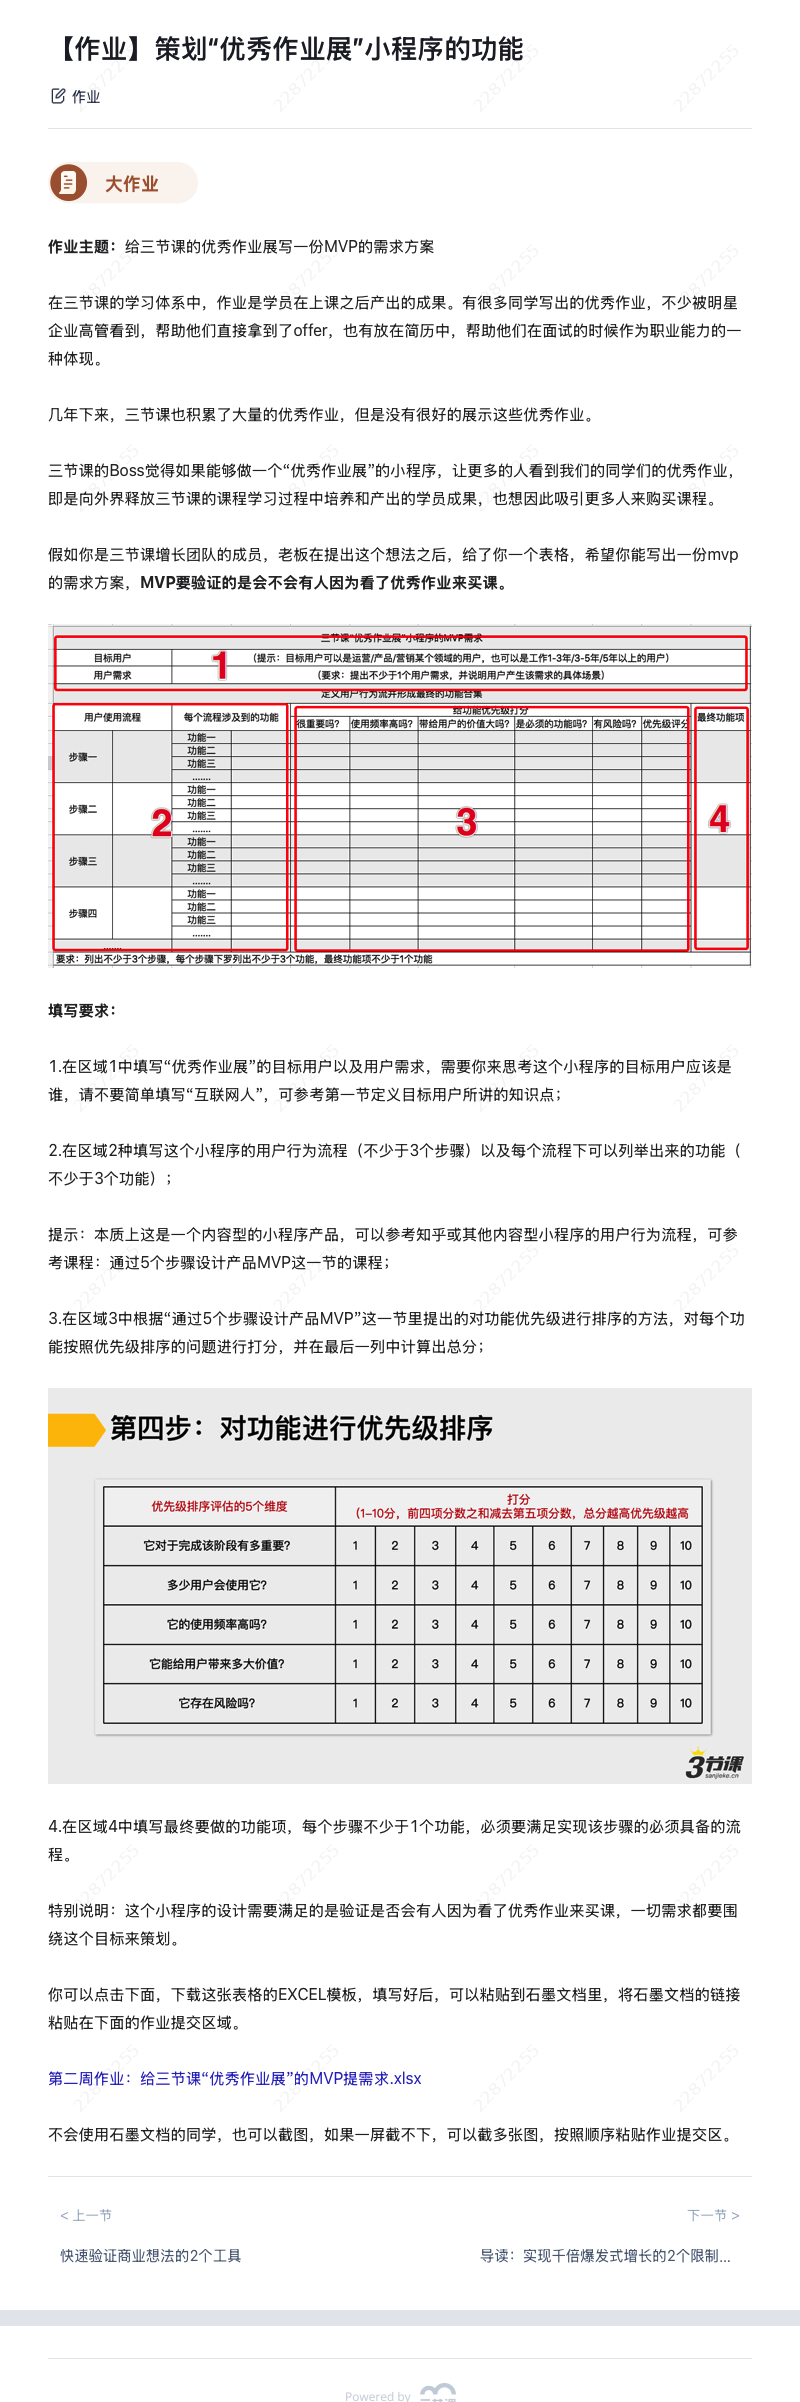 【作业】策划“优秀作业展”小程序的功能
作业
大作业
作业主题：给三节课的优秀作业展写一份MVP的需求方案
在三节课的学习体系中，作业是学员在上课之后产出的成果。有很多同学写出的优秀作业，不少被明星
企业高管看到，帮助他们直接拿到了offer，也有放在简历中，帮助他们在面试的时候作为职业能力的一
种体现。
几年下来，三节课也积累了大量的优秀作业，但是没有很好的展示这些优秀作业。
三节课的Boss觉得如果能够做一个“优秀作业展”的小程序，让更多的人看到我们的同学们的优秀作业，
即是向外界释放三节课的课程学习过程中培养和产出的学员成果，也想因此吸引更多人来购买课程。
假如你是三节课增长团队的成员，老板在提出这个想法之后，给了你一个表格，希望你能写出一份mvp
的需求方案，MVP要验证的是会不会有人因为看了优秀作业来买课。
三节课“优秀作业展”小程序的MVP需求
目标用户 （提示：目标用户可以是运营/产品/营销某个领域的用户，也可以是工作1-3年/3-5年/5年以上的用户）
用户需求 （要求：提出不少于1个用户需求，并说明用户产生该需求的具体场景）
1
定义用户行为流并形成最终的功能合集
用户使用流程 每个流程涉及到的功能 给功能优先级打分 最终功能项
很重要吗？ 使用频率高吗？ 带给用户的价值大吗？ 是必须的功能吗？ 有风险吗？ 优先级评分
步骤一 功能一
功能二
功能三
.......
步骤二 功能一
功能二
功能三
.......
2 3 4
步骤三 功能一
功能二
功能三
.......
步骤四 功能一
功能二
功能三
.......
.......
要求：列出不少于3个步骤，每个步骤下罗列出不少于3个功能，最终功能项不少于1个功能
填写要求：
1.在区域1中填写“优秀作业展”的目标用户以及用户需求，需要你来思考这个小程序的目标用户应该是
谁，请不要简单填写“互联网人”，可参考第一节定义目标用户所讲的知识点；
2.在区域2种填写这个小程序的用户行为流程（不少于3个步骤）以及每个流程下可以列举出来的功能（
不少于3个功能）；
提示：本质上这是一个内容型的小程序产品，可以参考知乎或其他内容型小程序的用户行为流程，可参
考课程：通过5个步骤设计产品MVP这一节的课程；
3.在区域3中根据“通过5个步骤设计产品MVP”这一节里提出的对功能优先级进行排序的方法，对每个功
能按照优先级排序的问题进行打分，并在最后一列中计算出总分；
第四步：对功能进行优先级排序
优先级排序评估的5个维度 打分
（1–10分，前四项分数之和减去第五项分数，总分越高优先级越高
它对于完成该阶段有多重要？ 1 2 3 4 5 6 7 8 9 10
多少用户会使用它？ 1 2 3 4 5 6 7 8 9 10
它的使用频率高吗？ 1 2 3 4 5 6 7 8 9 10
它能给用户带来多大价值？ 1 2 3 4 5 6 7 8 9 10
它存在风险吗？ 1 2 3 4 5 6 7 8 9 10
3节课
sanjieke.cn
4.在区域4中填写最终要做的功能项，每个步骤不少于1个功能，必须要满足实现该步骤的必须具备的流
程。
特别说明：这个小程序的设计需要满足的是验证是否会有人因为看了优秀作业来买课，一切需求都要围
绕这个目标来策划。
你可以点击下面，下载这张表格的EXCEL模板，填写好后，可以粘贴到石墨文档里，将石墨文档的链接
粘贴在下面的作业提交区域。
第二周作业：给三节课“优秀作业展”的MVP提需求.xlsx
不会使用石墨文档的同学，也可以截图，如果一屏截不下，可以截多张图，按照顺序粘贴作业提交区。
< 上一节 下一节 >
快速验证商业想法的2个工具 导读：实现千倍爆发式增长的2个限制...
Powered by
22872255